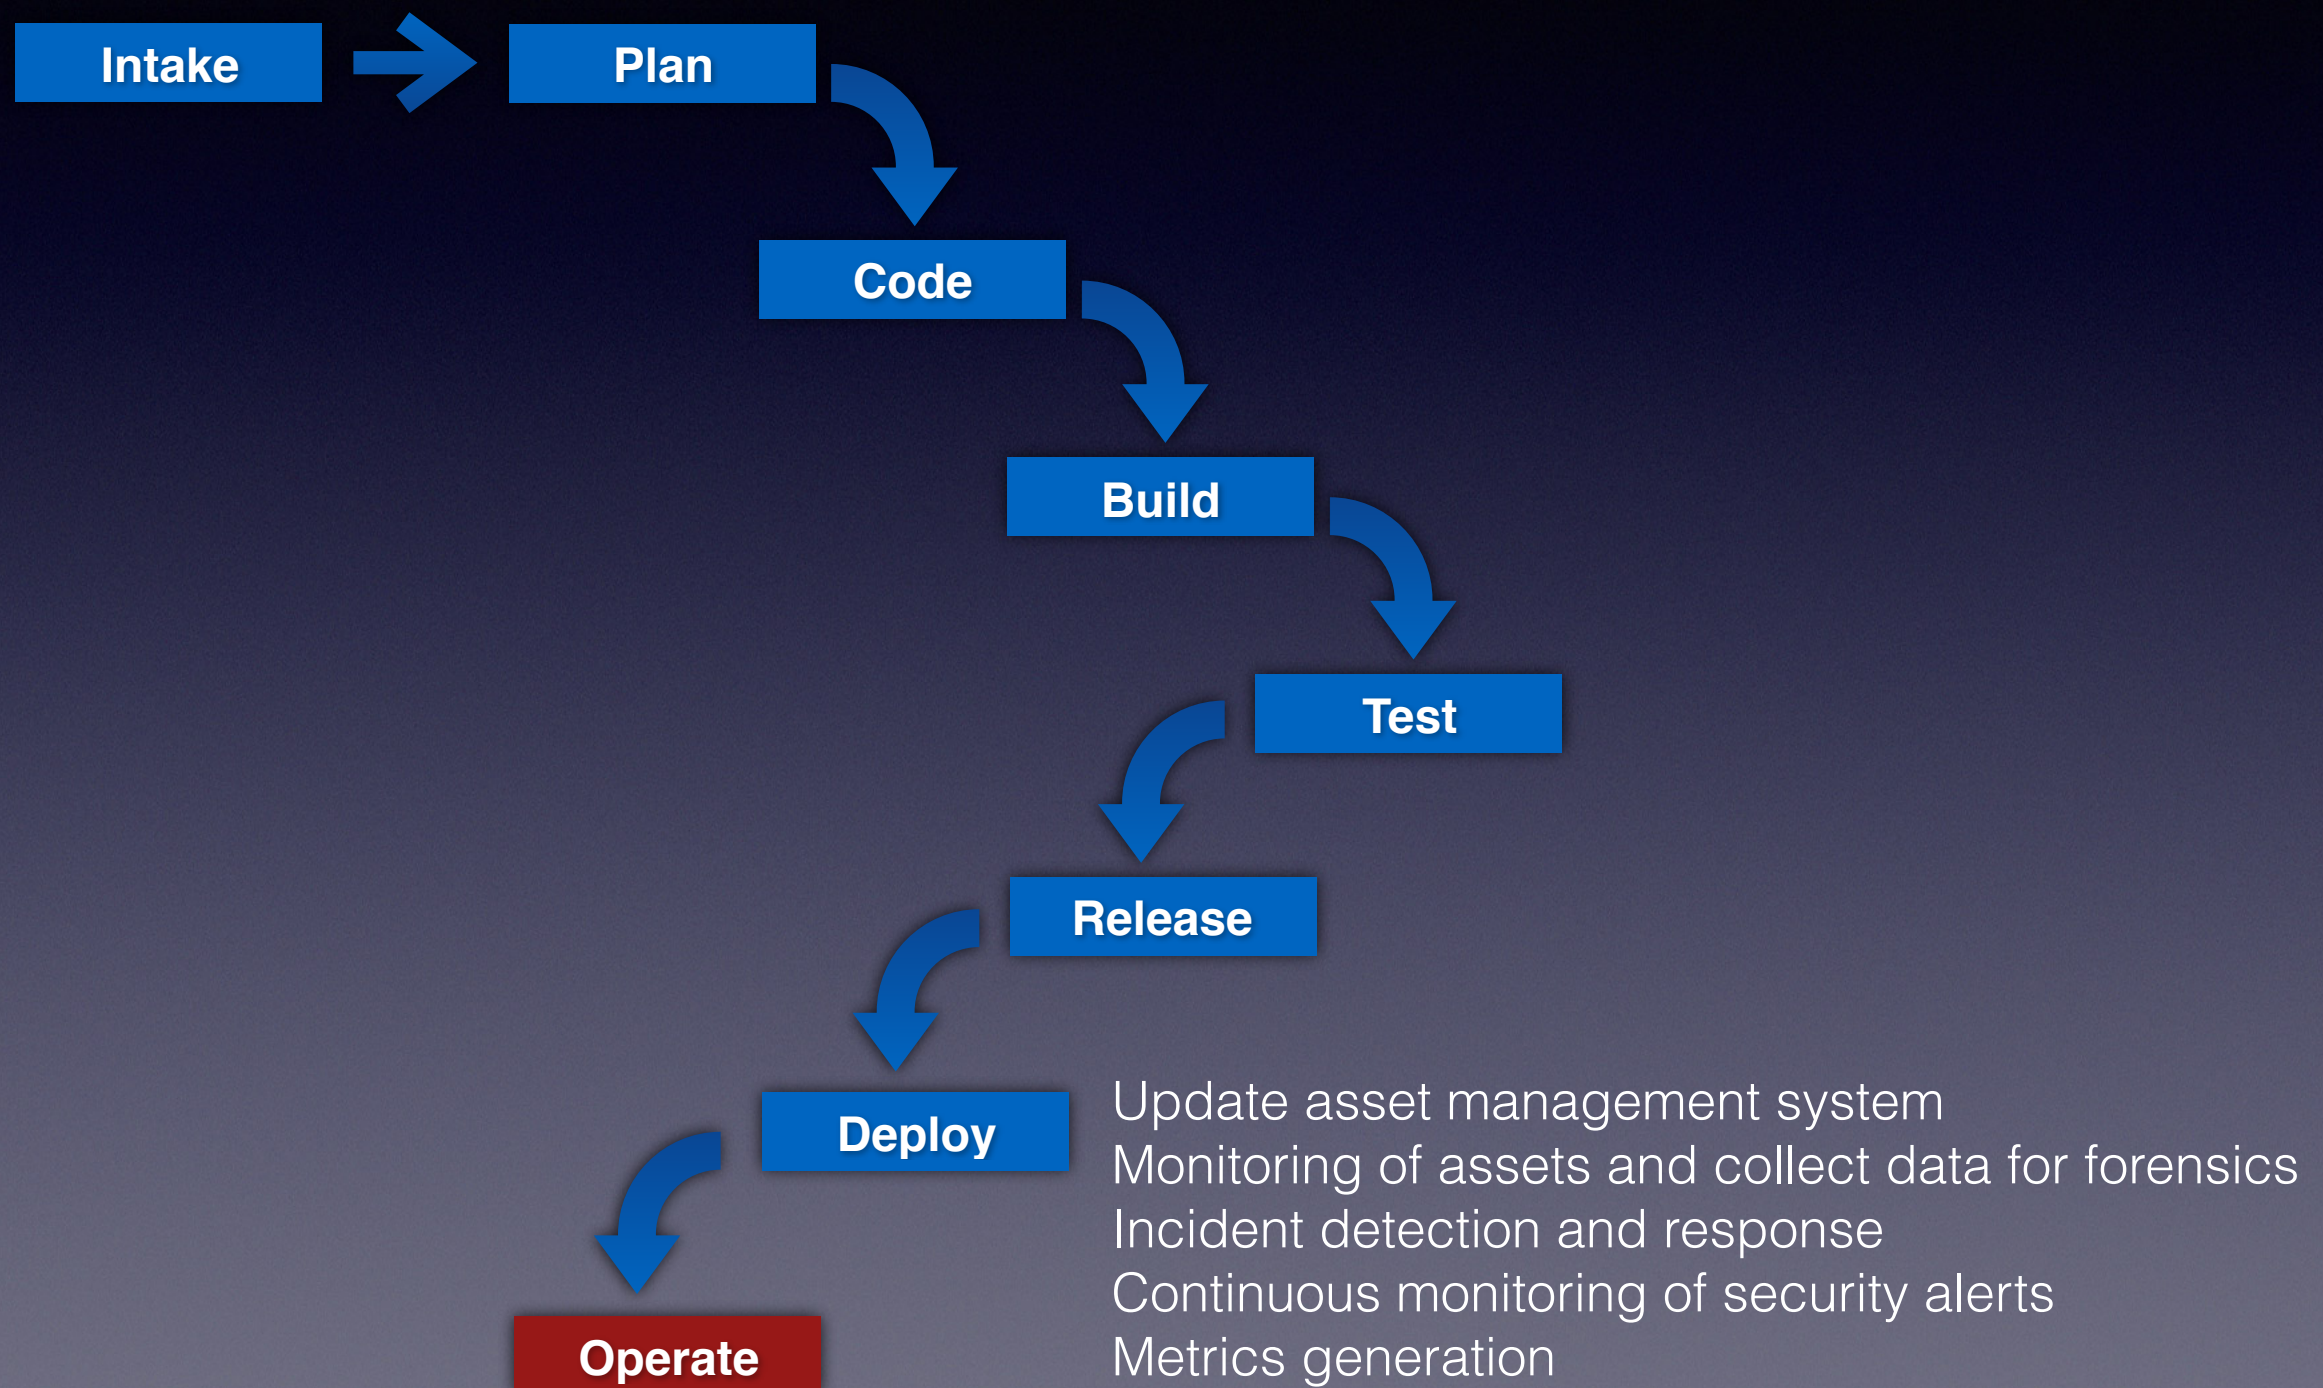 Intake
Plan
Code
Build
Test
Release
Deploy
Update asset management system
Monitoring of assets and collect data for forensics
Incident detection and response
Continuous monitoring of security alerts
Metrics generation
Operate